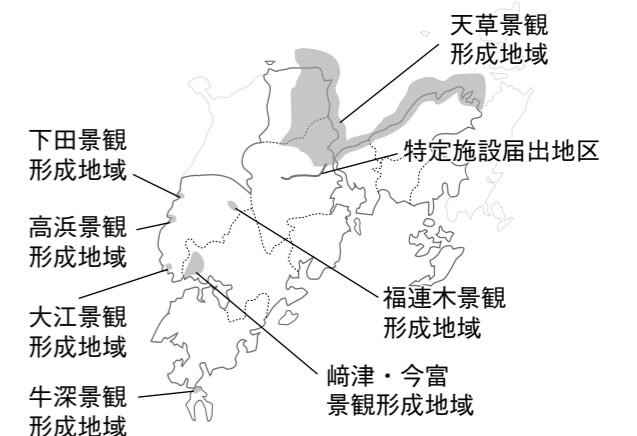 天草景観
形成地域
特定施設届出地区
下田景観
形成地域
高浜景観
形成地域
大江景観
形成地域
牛深景観
形成地域
福連木景観
形成地域
﨑津・今富
景観形成地域